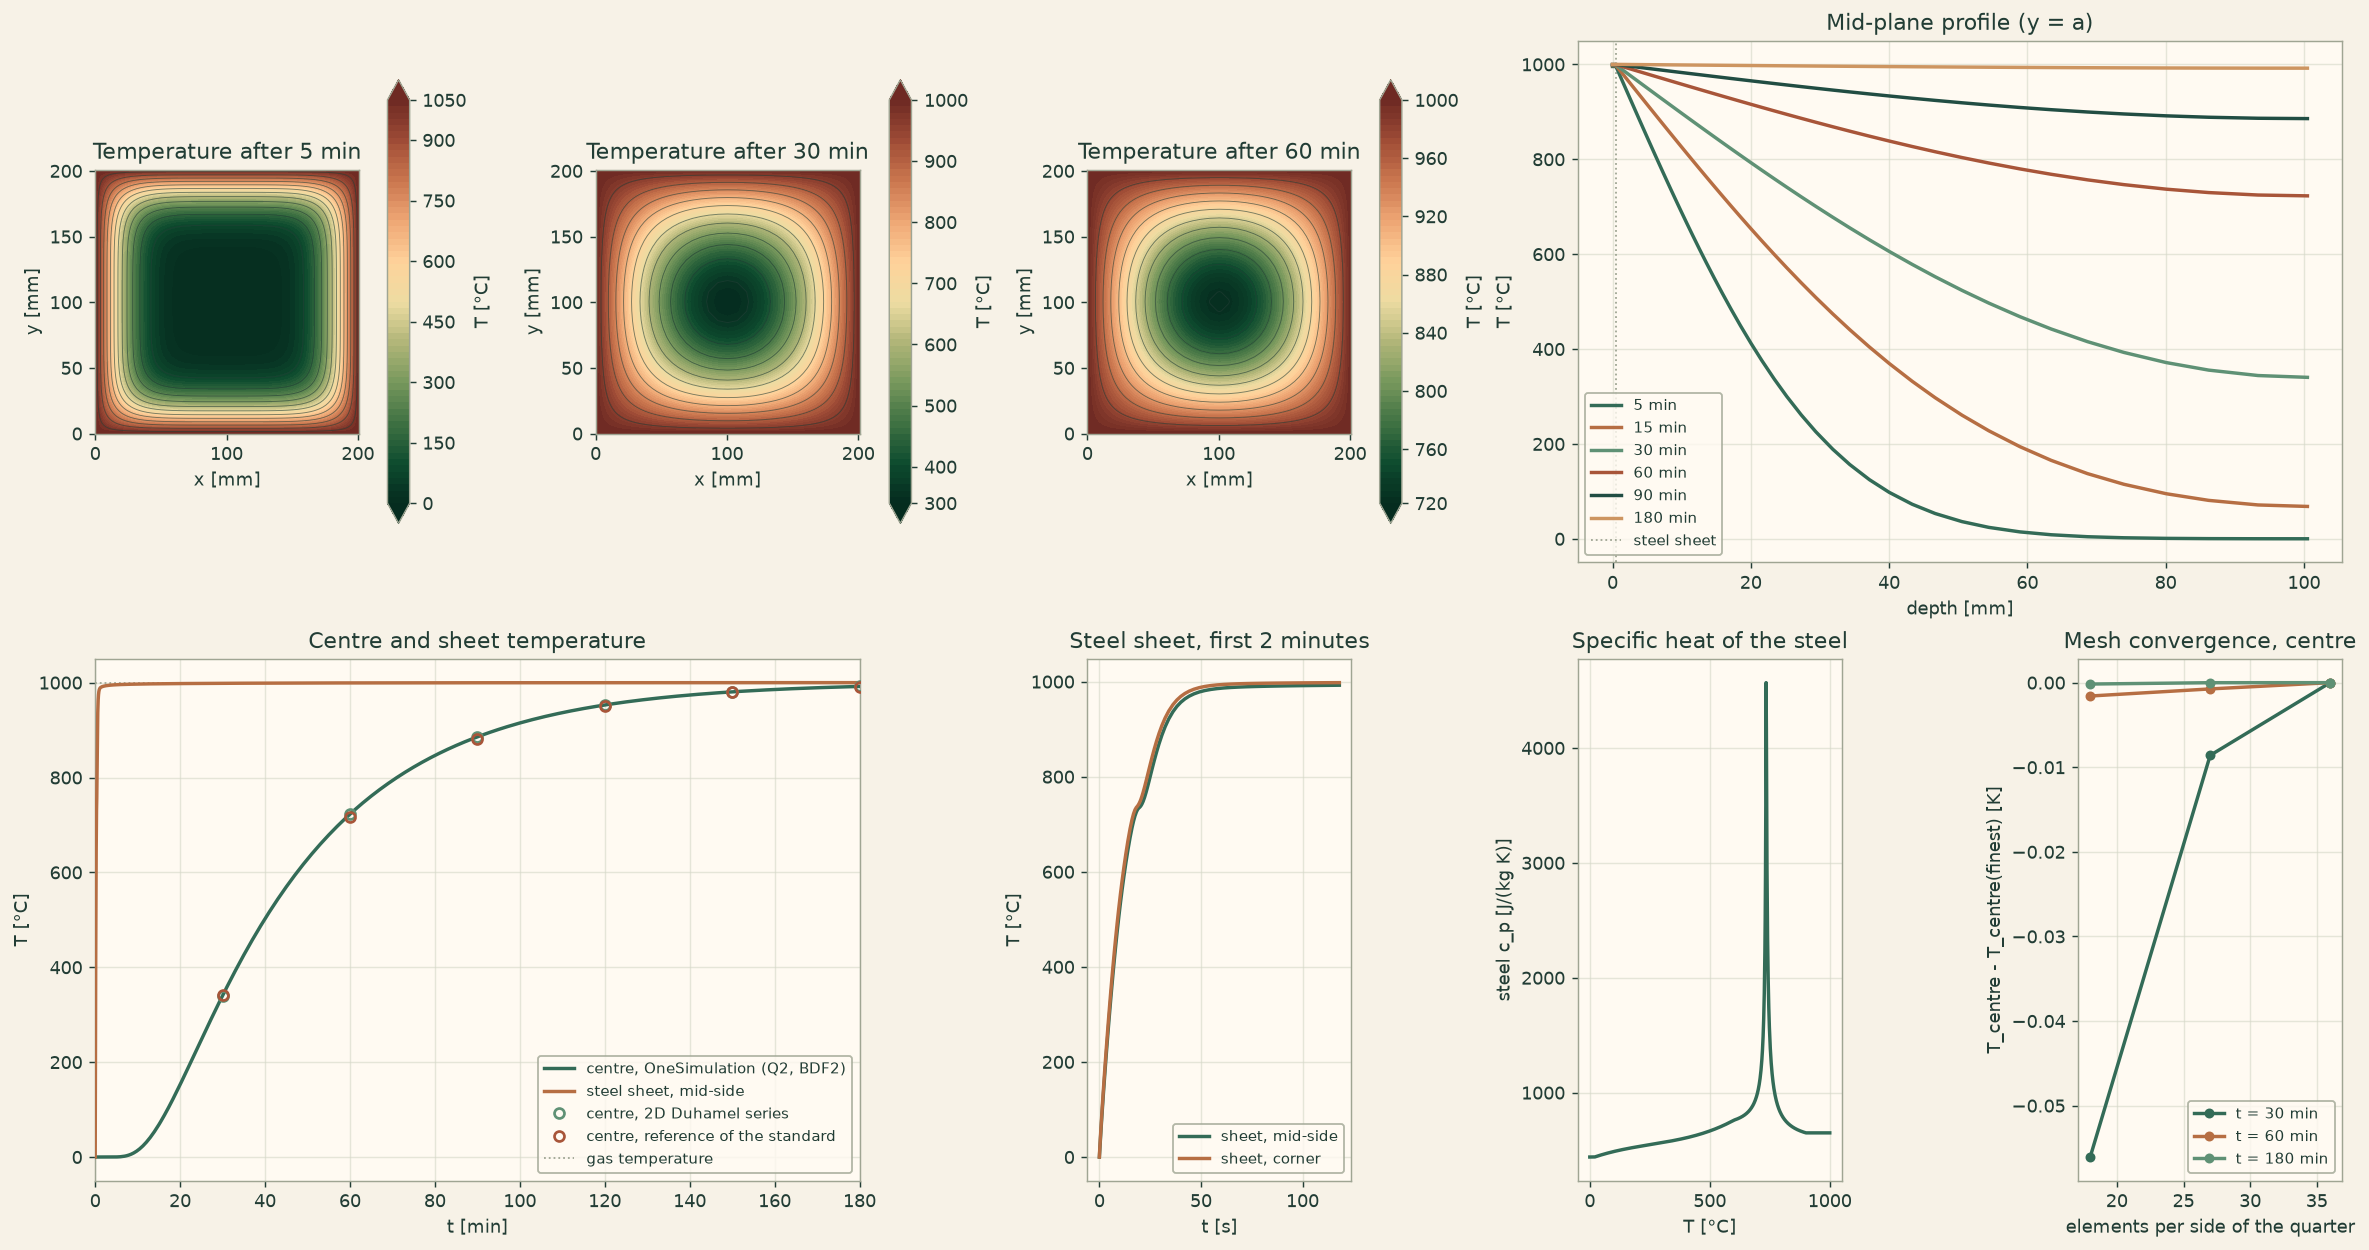 Temperature after 5 min
200
150
100
50
0
0 100 200
x [mm]
y [mm]
1050
900
750
600
450
300
150
0
T [°C]
Temperature after 30 min
200
150
100
50
0
0 100 200
x [mm]
y [mm]
1000
900
800
700
600
500
400
300
T [°C]
Temperature after 60 min
200
150
100
50
0
0 100 200
x [mm]
y [mm]
1000
960
920
880
840
800
760
720
T [°C]
Mid-plane profile (y = a)
1000
800
600
400
200
0
T [°C]
5 min
15 min
30 min
60 min
90 min
180 min
steel sheet
0 20 40 60 80 100
depth [mm]
Centre and sheet temperature
1000
800
600
400
200
0
T [°C]
centre, OneSimulation (Q2, BDF2)
steel sheet, mid-side
centre, 2D Duhamel series
centre, reference of the standard
gas temperature
0 20 40 60 80 100 120 140 160 180
t [min]
Steel sheet, first 2 minutes
1000
800
600
400
200
0
T [°C]
sheet, mid-side
sheet, corner
0 50 100
t [s]
Specific heat of the steel
4000
3000
2000
1000
steel c_p [J/(kg K)]
0 500 1000
T [°C]
Mesh convergence, centre
0.00
−0.01
−0.02
−0.03
−0.04
−0.05
T_centre - T_centre(finest) [K]
t = 30 min
t = 60 min
t = 180 min
20 25 30 35
elements per side of the quarter